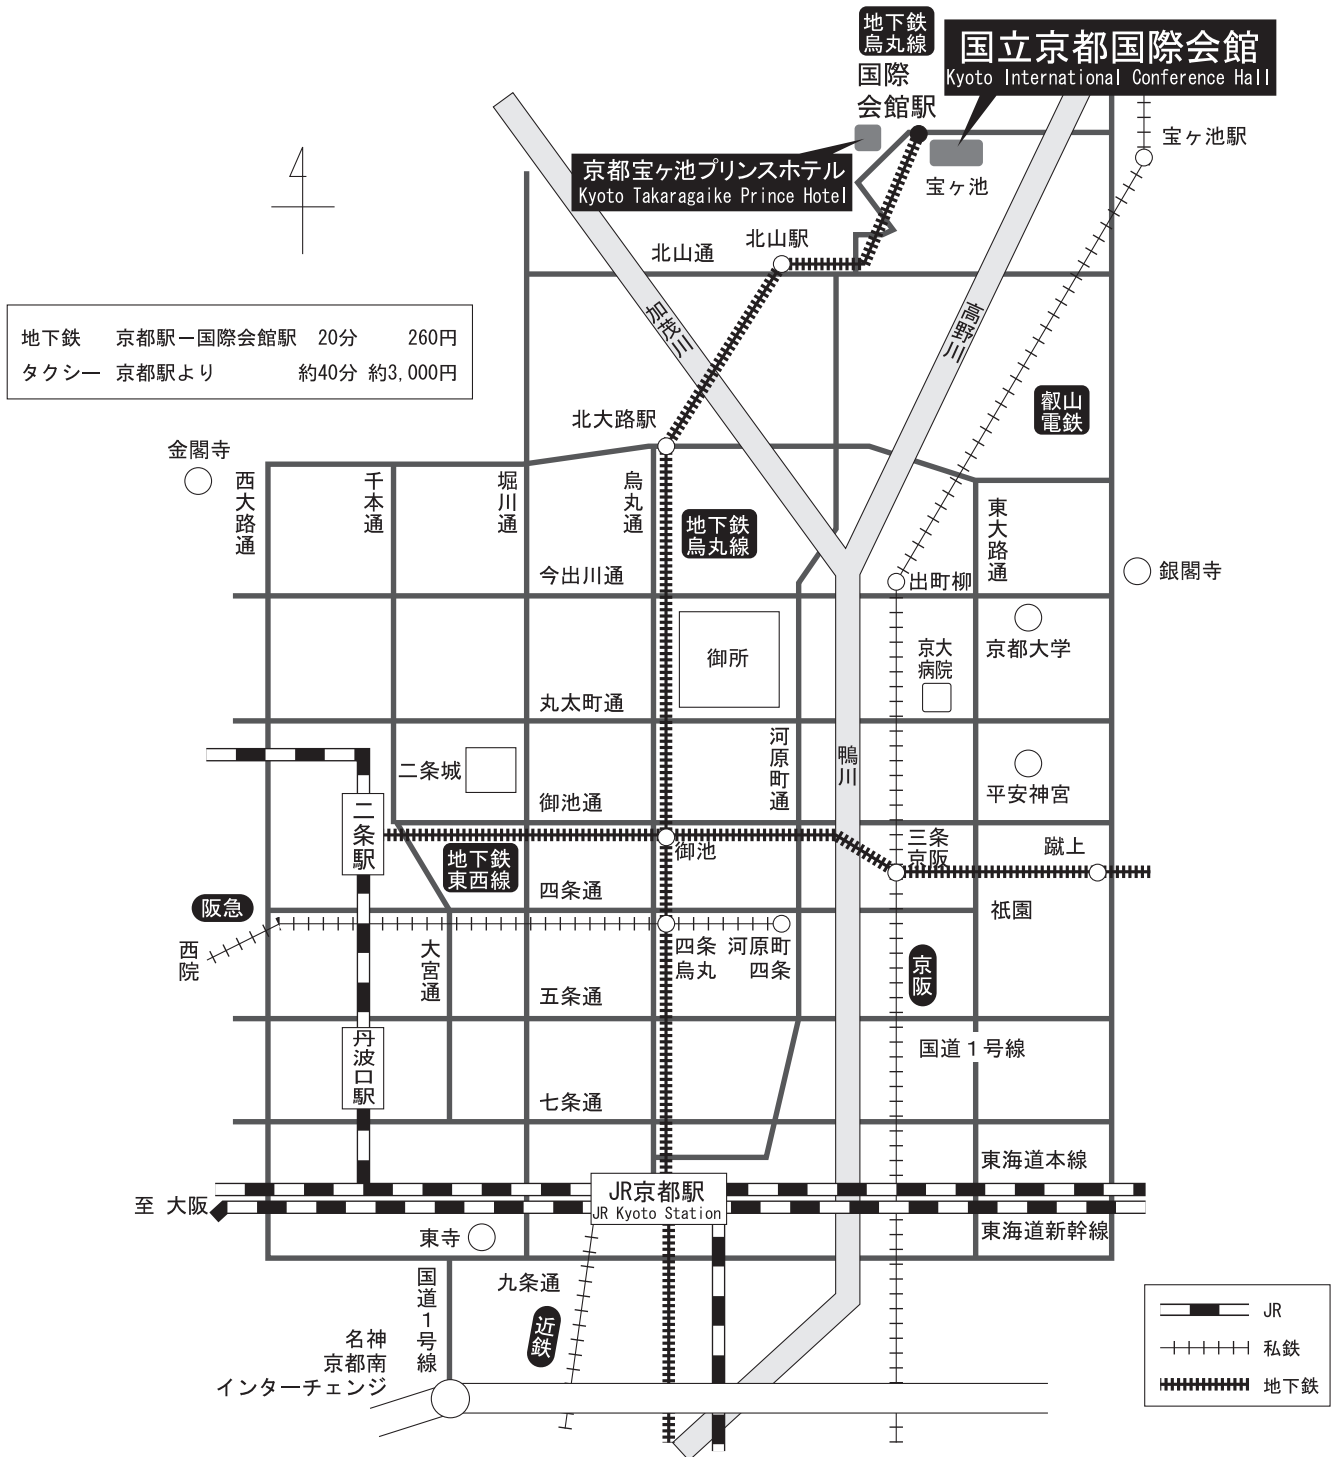 地下鉄
烏丸線
国立京都国際会館
Kyoto International Conference Hall
国際
会館駅
宝ヶ池駅
京都宝ヶ池プリンスホテル
Kyoto Takaragaike Prince Hotel
宝ヶ池
北山駅
北山通
加茂川
高野川
地下鉄 京都駅－国際会館駅 20分 260円
タクシー 京都駅より 約40分 約3,000円
叡山
電鉄
北大路駅
金閣寺
西大路通
千本通
堀川通
烏丸通
地下鉄
烏丸線
東大路通
今出川通
出町柳
銀閣寺
御所
京大
病院
京都大学
丸太町通
河原町通
鴨川
二条城
平安神宮
御池通
二条駅
御池
三条
京阪
蹴上
地下鉄
東西線
四条通
阪急
祇園
西院
大宮通
四条
烏丸
河原町
四条
京阪
五条通
丹波口駅
国道１号線
七条通
東海道本線
JR京都駅
JR Kyoto Station
至 大阪
東寺
東海道新幹線
国道１号線
九条通
近鉄
名神
京都南
インターチェンジ
JR
私鉄
地下鉄